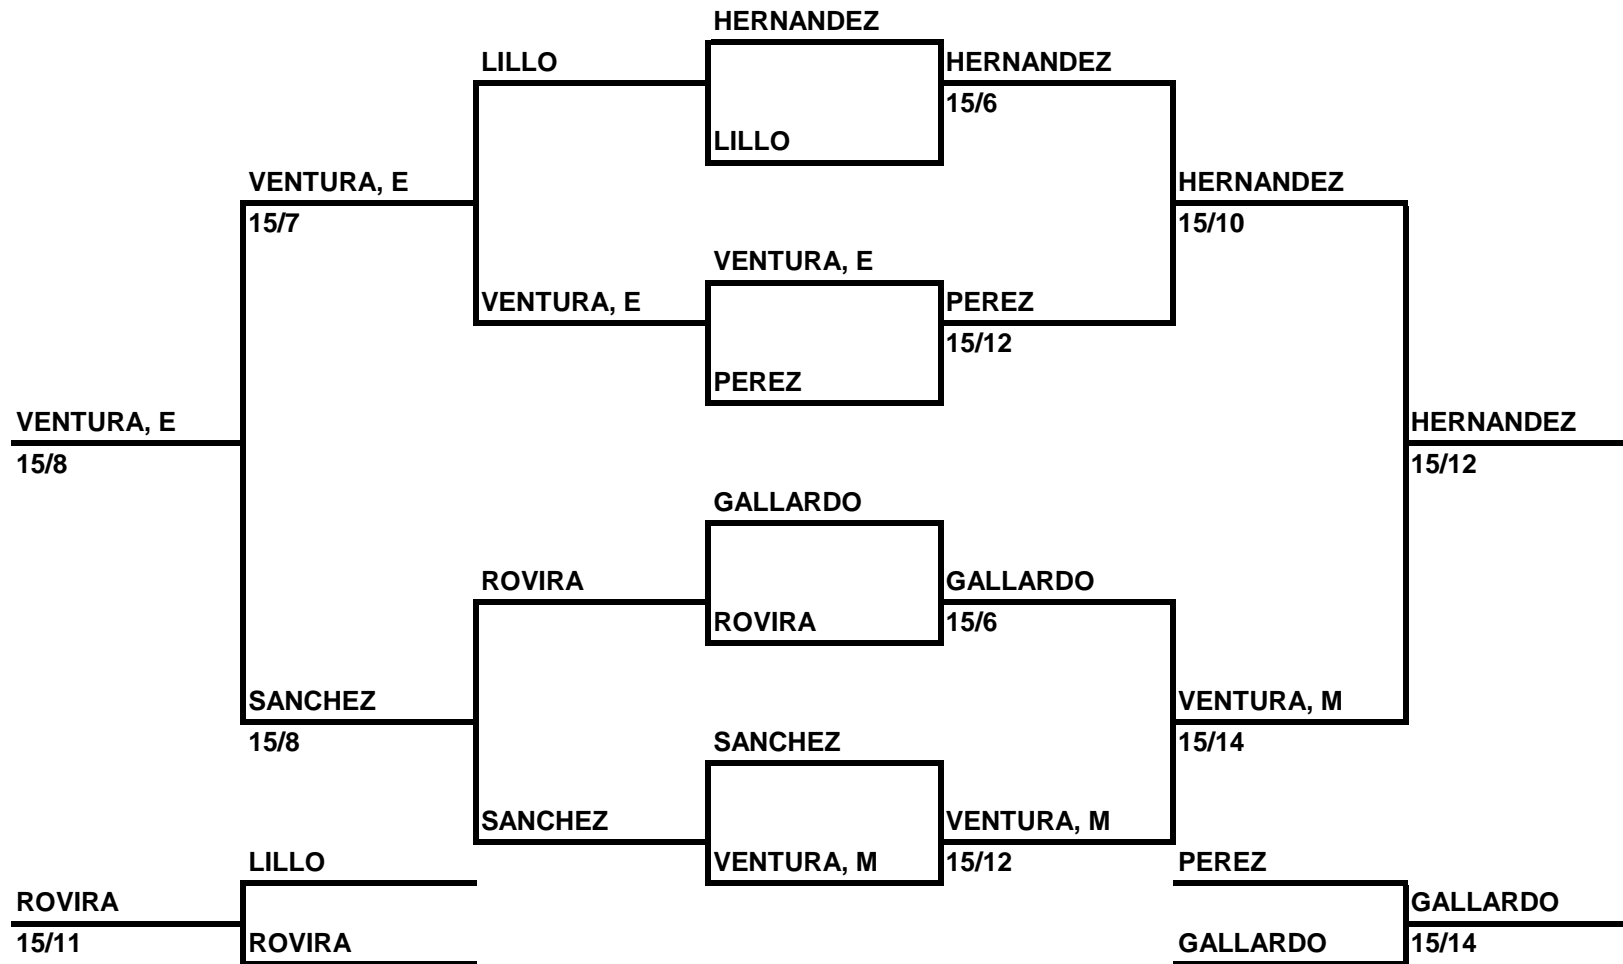 HERNANDEZ
LILLO
HERNANDEZ
15/6
LILLO
VENTURA, E
15/7
HERNANDEZ
15/10
VENTURA, E
VENTURA, E
PEREZ
15/12
PEREZ
VENTURA, E
15/8
HERNANDEZ
15/12
GALLARDO
ROVIRA
GALLARDO
15/6
ROVIRA
SANCHEZ
15/8
VENTURA, M
15/14
SANCHEZ
SANCHEZ
VENTURA, M
15/12
VENTURA, M
LILLO
PEREZ
ROVIRA
15/11
GALLARDO
15/14
ROVIRA
GALLARDO